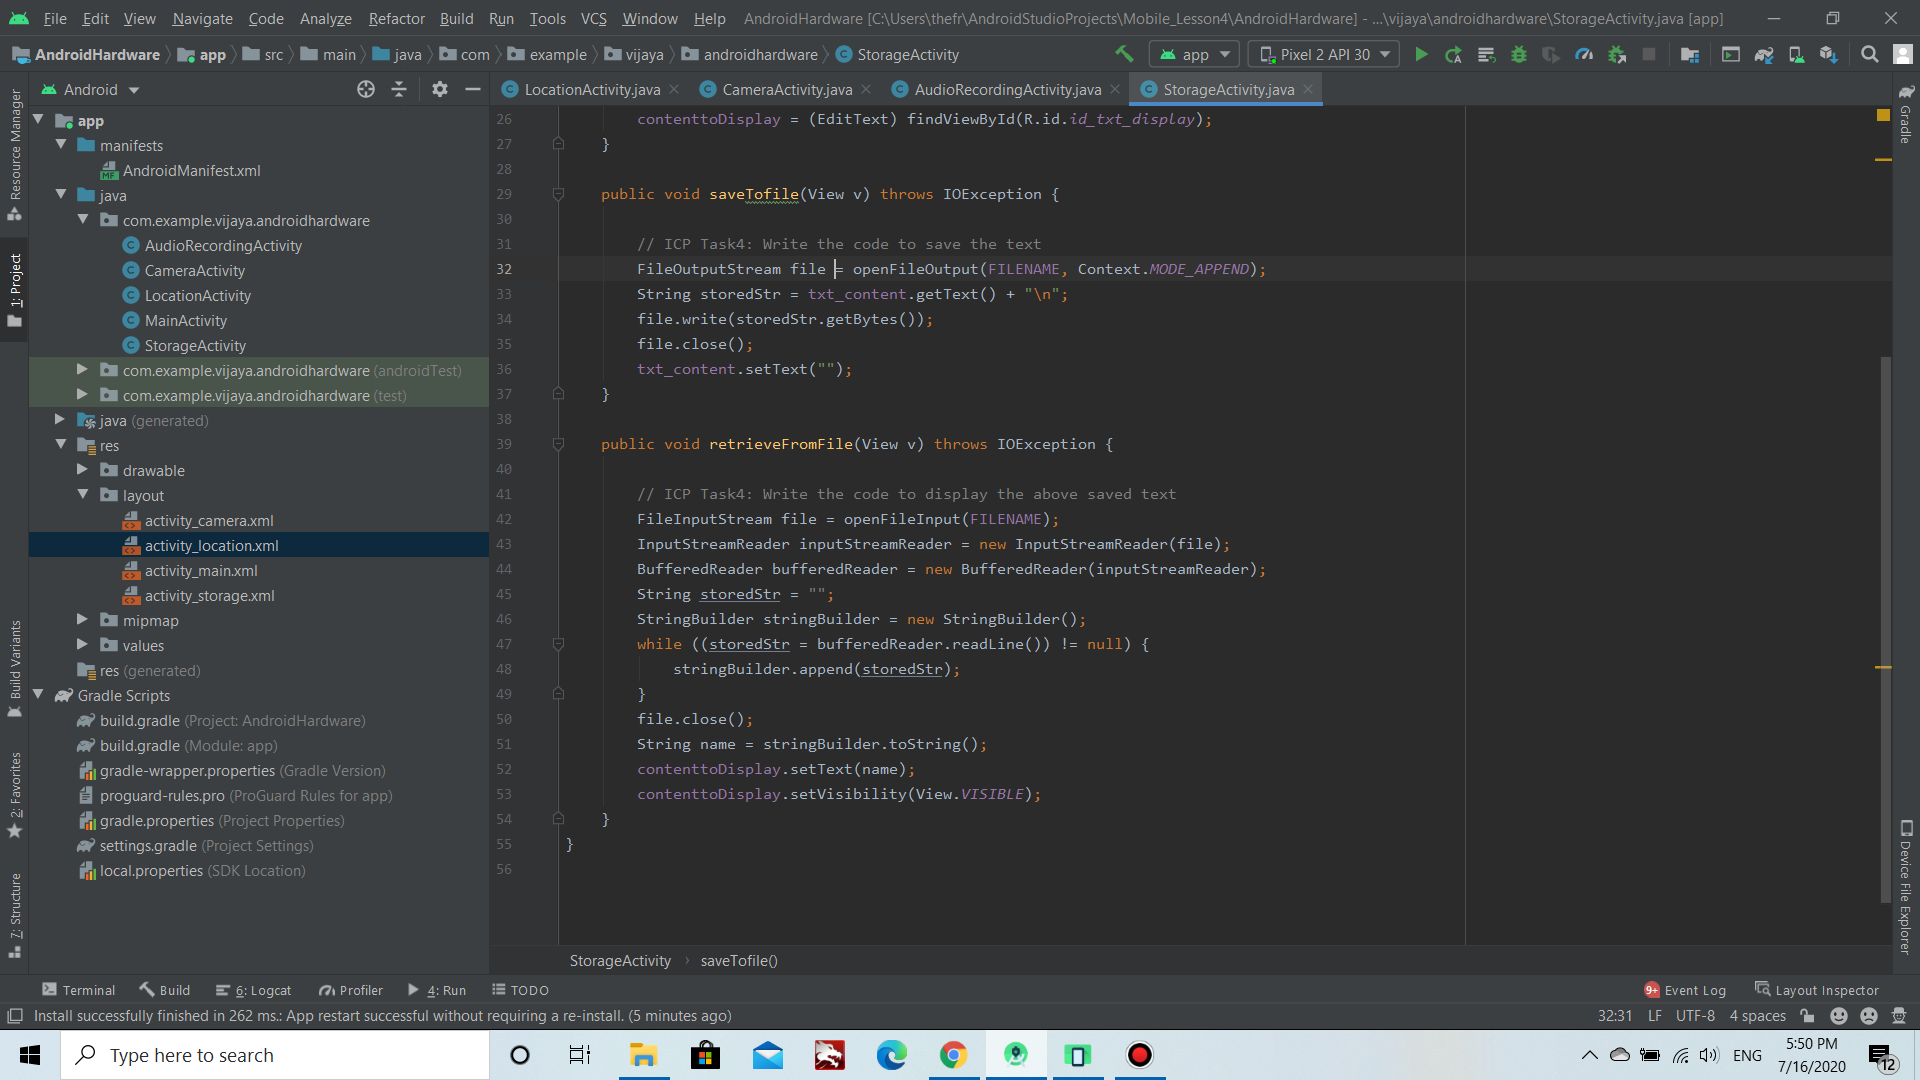 File Edit View Navigate Code Analyze Refactor Build Run Tools VCS Window Help AndroidHardware [C:\Users\thefr\AndroidStudioProjects\Mobile_Lesson4\AndroidHardware] - ...\vijaya\androidhardware\StorageActivity.java [app]
AndroidHardware app src main java com example vijaya androidhardware StorageActivity app Pixel 2 API 30
Android LocationActivity.java CameraActivity.java AudioRecordingActivity.java StorageActivity.java
Resource Manager
1: Project
Build Variants
2: Favorites
7: Structure
app
manifests
AndroidManifest.xml
java
com.example.vijaya.androidhardware
AudioRecordingActivity
CameraActivity
LocationActivity
MainActivity
StorageActivity
com.example.vijaya.androidhardware (androidTest)
com.example.vijaya.androidhardware (test)
java (generated)
res
drawable
layout
activity_camera.xml
activity_location.xml
activity_main.xml
activity_storage.xml
mipmap
values
res (generated)
Gradle Scripts
build.gradle (Project: AndroidHardware)
build.gradle (Module: app)
gradle-wrapper.properties (Gradle Version)
proguard-rules.pro (ProGuard Rules for app)
gradle.properties (Project Properties)
settings.gradle (Project Settings)
local.properties (SDK Location)
26 contenttoDisplay = (EditText) findViewById(R.id.id_txt_display);
27 }
28
29 public void saveTofile(View v) throws IOException {
30
31 // ICP Task4: Write the code to save the text
32 FileOutputStream file = openFileOutput(FILENAME, Context.MODE_APPEND);
33 String storedStr = txt_content.getText() + "\n";
34 file.write(storedStr.getBytes());
35 file.close();
36 txt_content.setText("");
37 }
38
39 public void retrieveFromFile(View v) throws IOException {
40
41 // ICP Task4: Write the code to display the above saved text
42 FileInputStream file = openFileInput(FILENAME);
43 InputStreamReader inputStreamReader = new InputStreamReader(file);
44 BufferedReader bufferedReader = new BufferedReader(inputStreamReader);
45 String storedStr = "";
46 StringBuilder stringBuilder = new StringBuilder();
47 while ((storedStr = bufferedReader.readLine()) != null) {
48 stringBuilder.append(storedStr);
49 }
50 file.close();
51 String name = stringBuilder.toString();
52 contenttoDisplay.setText(name);
53 contenttoDisplay.setVisibility(View.VISIBLE);
54 }
55 }
56
Gradle
Device File Explorer
StorageActivity saveTofile()
Terminal Build 6: Logcat Profiler 4: Run TODO 9+ Event Log Layout Inspector
Install successfully finished in 262 ms.: App restart successful without requiring a re-install. (5 minutes ago) 32:31 LF UTF-8 4 spaces
Type here to search ENG 5:50 PM
7/16/2020 12